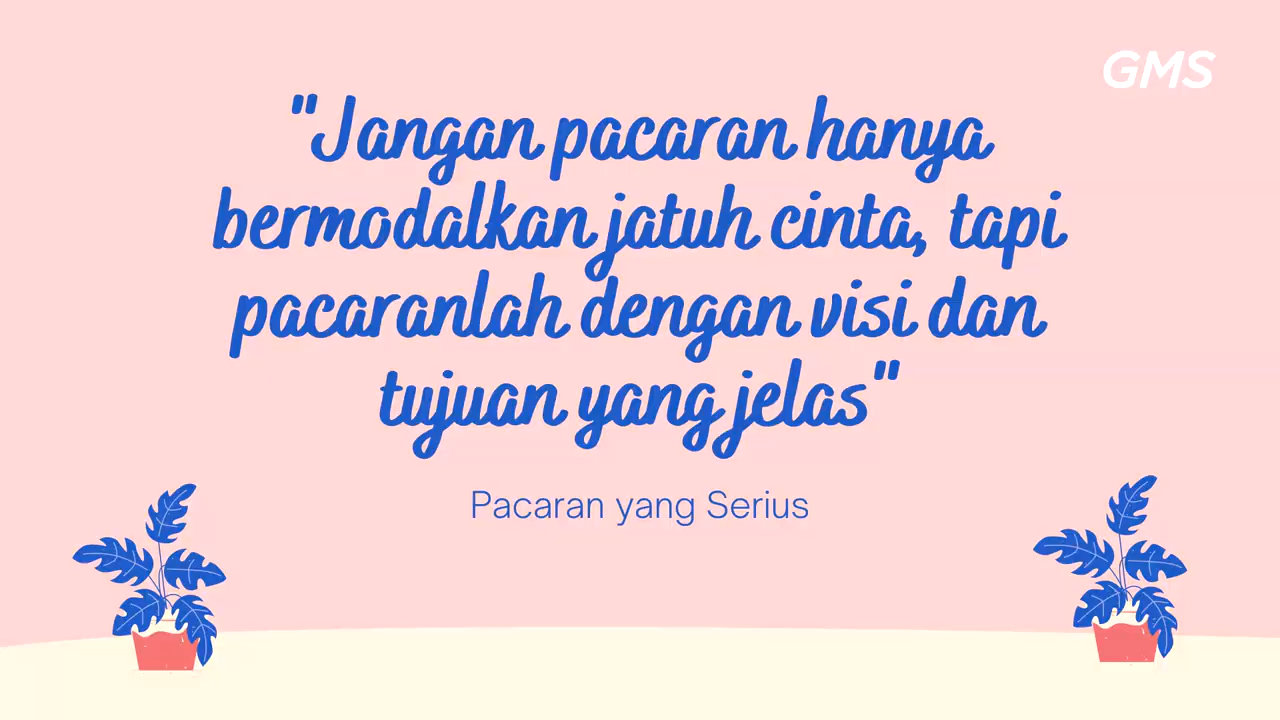 GMS
"Jangan pacaran hanya
bermodalkan jatuh cinta, tapi
pacaranlah dengan visi dan
tujuan yang jelas"
Pacaran yang Serius